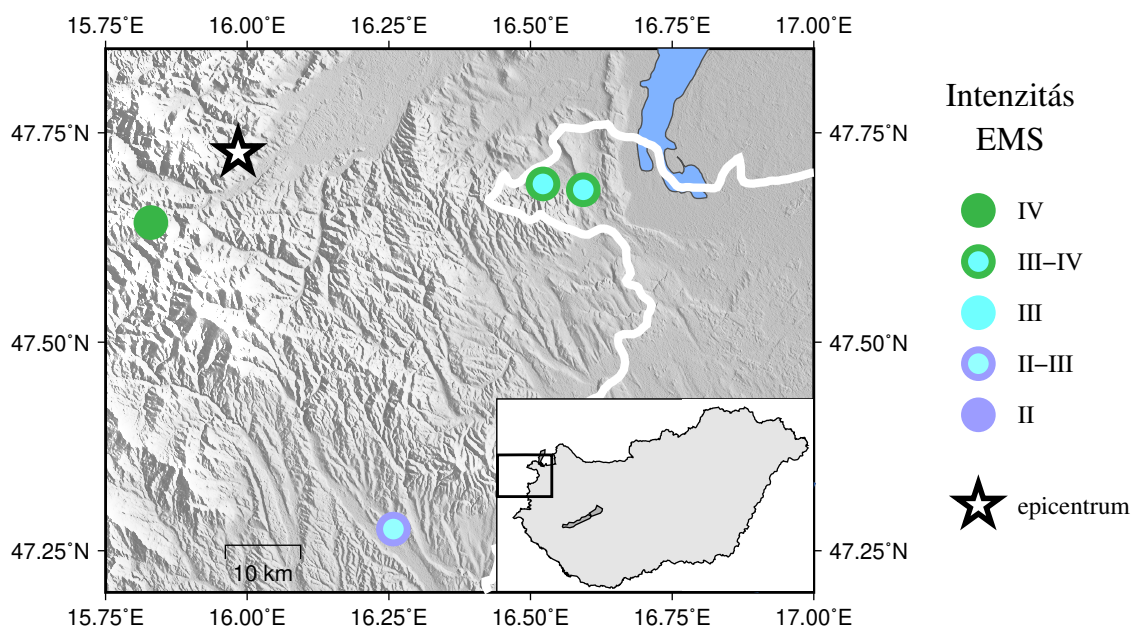 15.75˚E 16.00˚E 16.25˚E 16.50˚E 16.75˚E 17.00˚E
47.75˚N 47.75˚N
47.50˚N 47.50˚N
47.25˚N 47.25˚N
10 km
15.75˚E 16.00˚E 16.25˚E 16.50˚E 16.75˚E 17.00˚E
Intenzitás
EMS
IV
III−IV
III
II−III
II
epicentrum